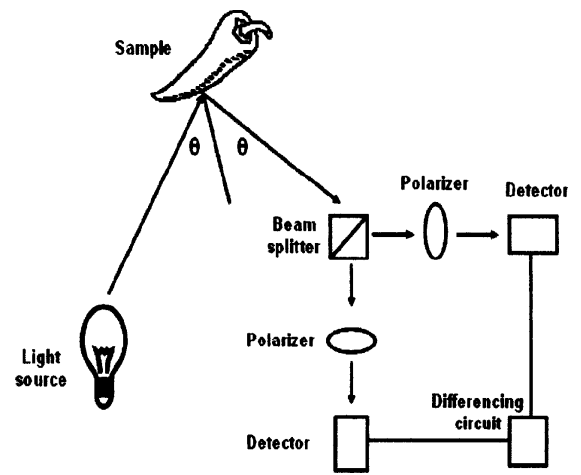 Sample
θ θ
Polarizer
Detector
Beam
splitter
Polarizer
Light
source
Differencing
circuit
Detector